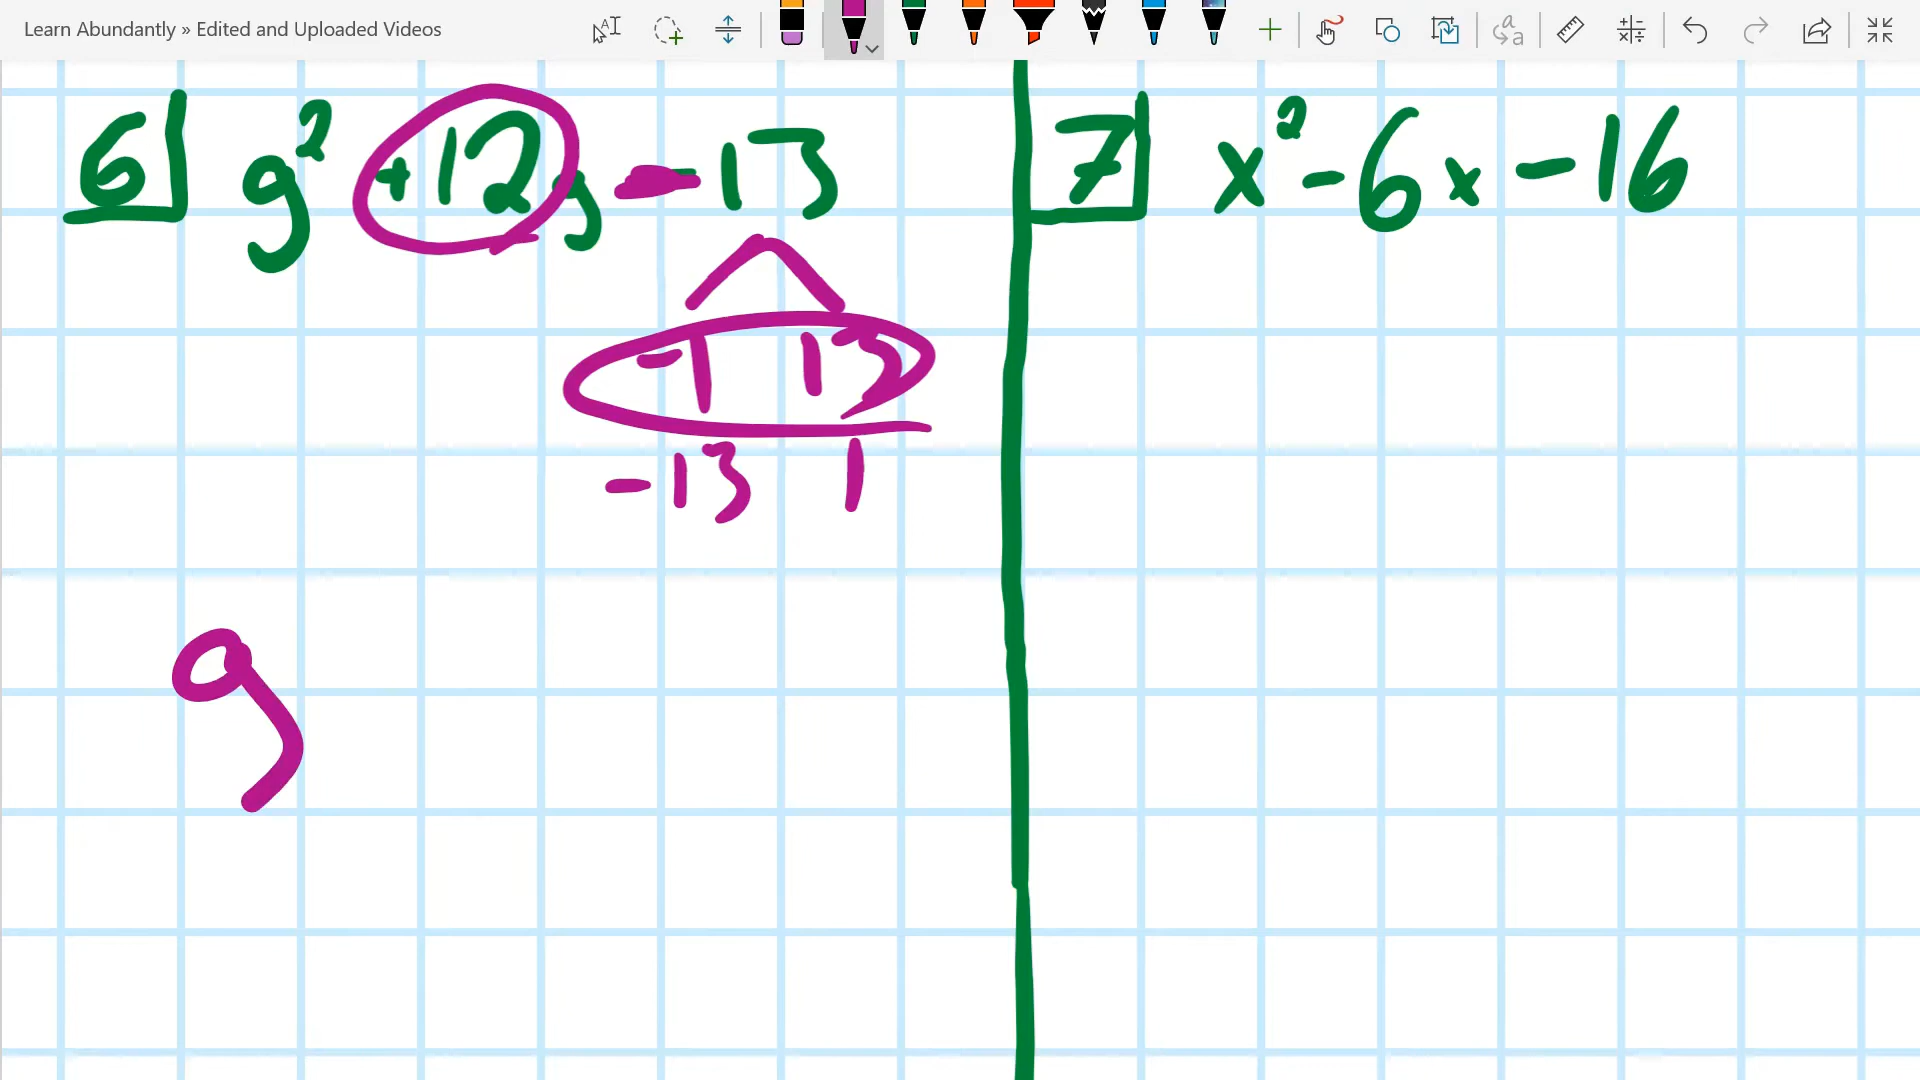 Learn Abundantly » Edited and Uploaded Videos
6 g² +12g - 13
-1 13
-13 1
g
7 x² - 6x - 16